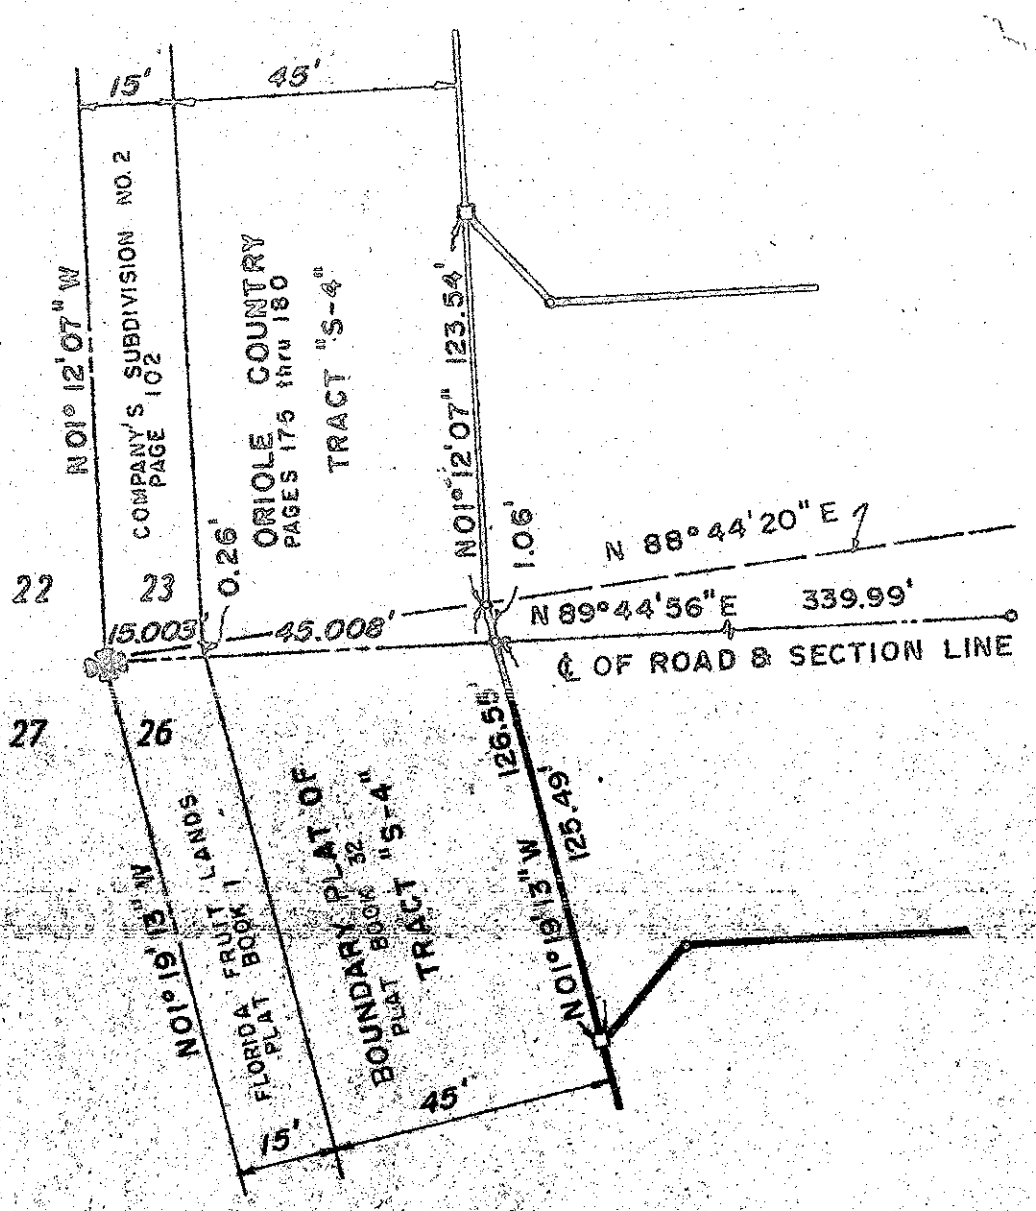 15'
45'
N 01° 12' 07" W
COMPANY'S SUBDIVISION NO. 2
PAGE 102
ORIOLE COUNTRY
PAGES 175 thru 180
TRACT "S-4"
N 01° 12' 07" 123.54'
0.26'
1.06'
N 88° 44' 20" E
22
23
15.003'
45.008'
N 89° 44' 56" E 339.99'
℄ OF ROAD & SECTION LINE
27
26
126.55'
125.49'
N 01° 19' 13" W
FLORIDA FRUIT LANDS
PLAT BOOK 1
BOUNDARY PLAT OF
PLAT BOOK 32
TRACT "S-4"
N 01° 19' 13" W
15'
45'